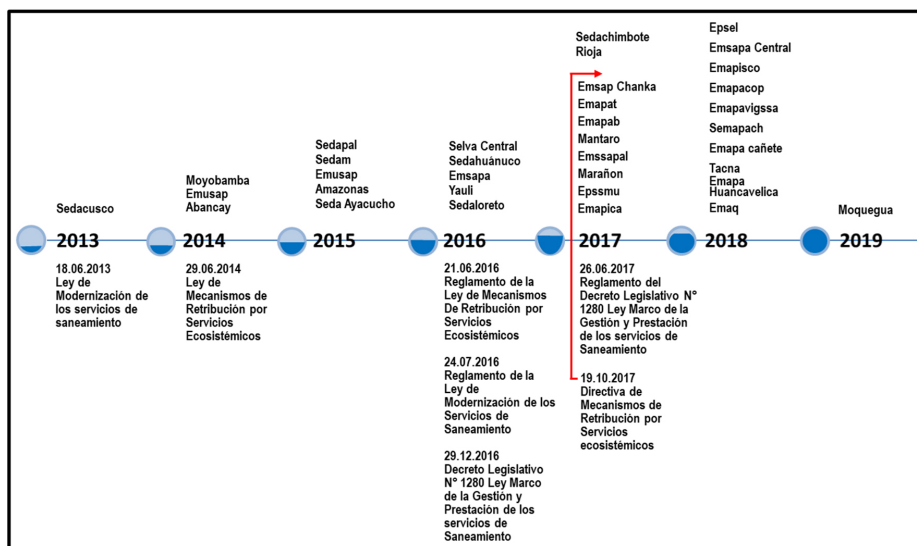 Sedacusco
2013
18.06.2013
Ley de
Modernización de
los servicios de
saneamiento
Moyobamba
Emusap
Abancay
2014
29.06.2014
Ley de
Mecanismos de
Retribución por
Servicios
Ecosistémicos
Sedapal
Sedam
Emusap
Amazonas
Seda Ayacucho
2015
Selva Central
Sedahuánuco
Emsapa
Yauli
Sedaloreto
2016
21.06.2016
Reglamento de la
Ley de Mecanismos
De Retribución por
Servicios
Ecosistémicos
24.07.2016
Reglamento de la
Ley de
Modernización de los
Servicios de
Saneamiento
29.12.2016
Decreto Legislativo
N° 1280 Ley Marco
de la Gestión y
Prestación de los
servicios de
Saneamiento
Sedachimbote
Rioja
Emsap Chanka
Emapat
Emapab
Mantaro
Emssapal
Marañon
Epssmu
Emapica
2017
26.06.2017
Reglamento del
Decreto Legislativo N°
1280 Ley Marco de la
Gestión y Prestación
de los servicios de
Saneamiento
19.10.2017
Directiva de
Mecanismos de
Retribución por
Servicios
ecosistémicos
Epsel
Emsapa Central
Emapisco
Emapacop
Emapavigssa
Semapach
Emapa cañete
Tacna
Emapa
Huancavelica
Emaq
2018
Moquegua
2019